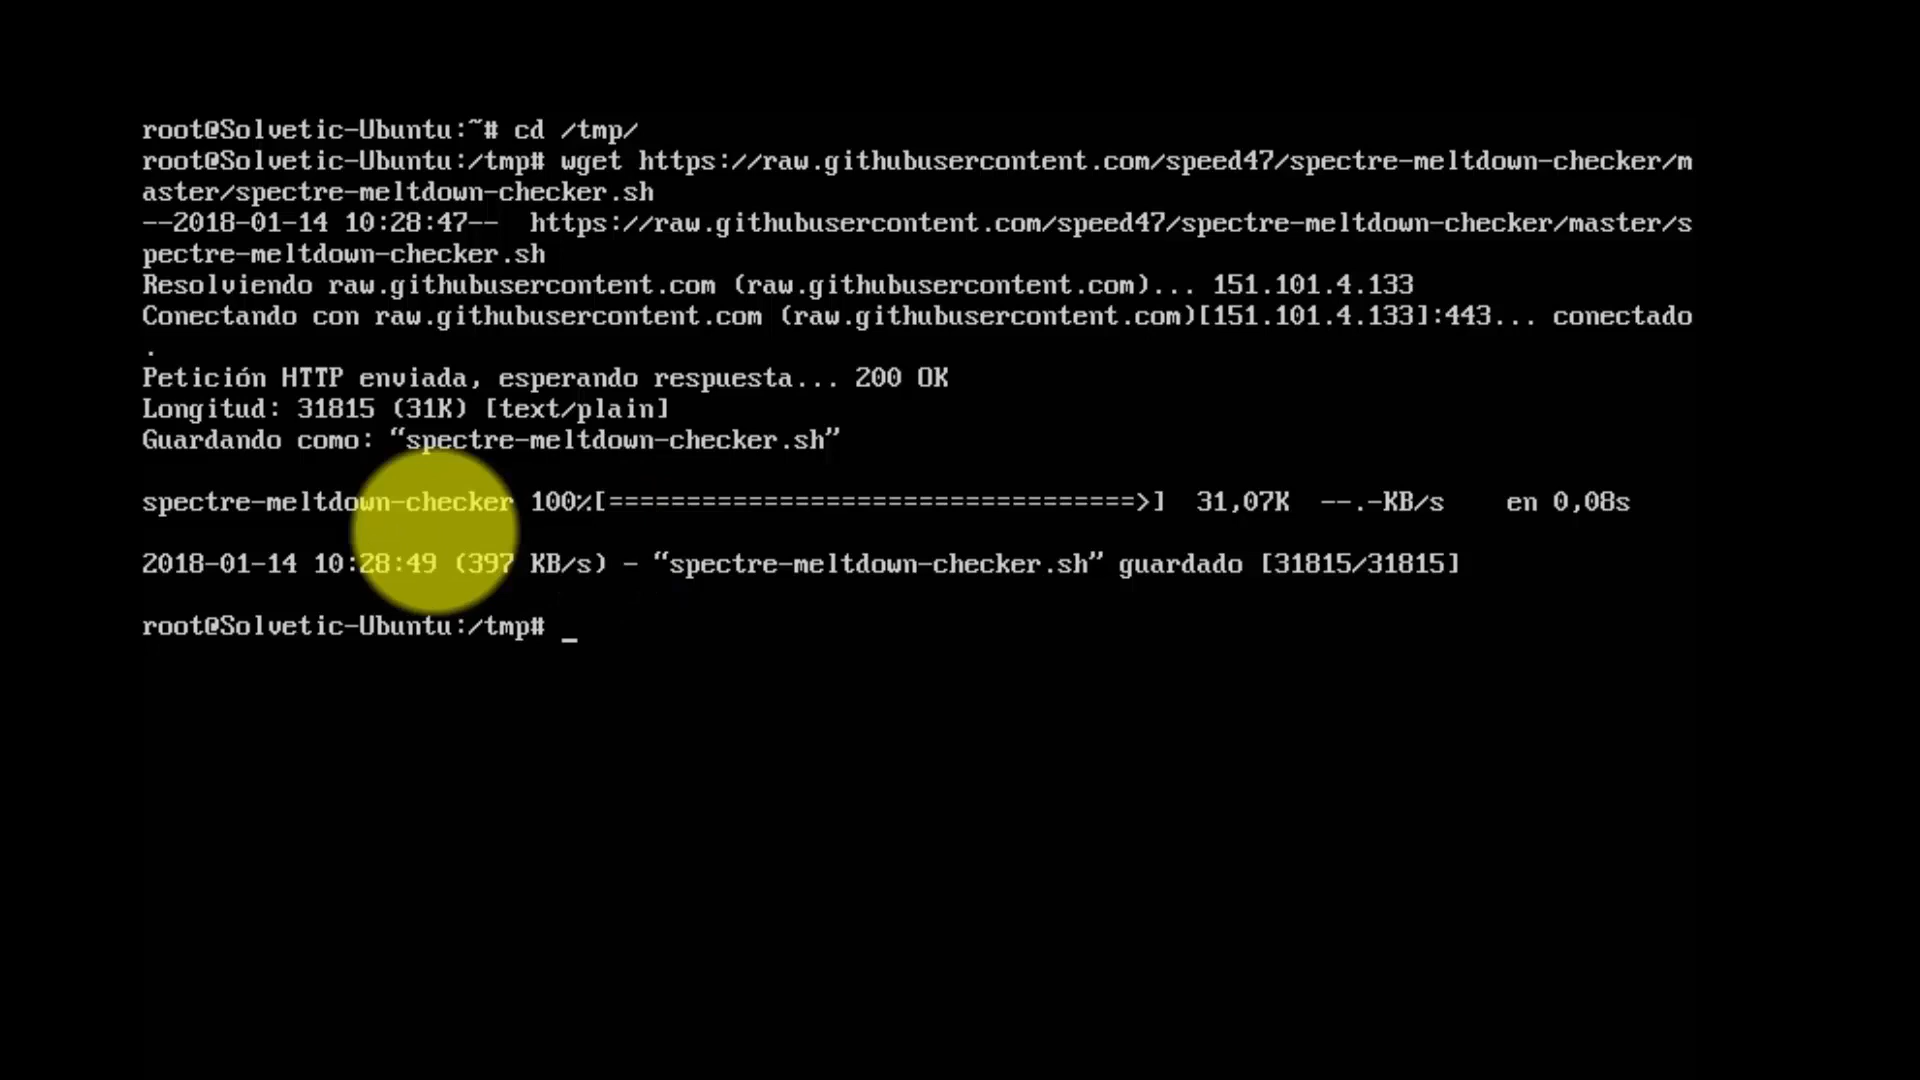 root@Solvetic-Ubuntu:~# cd /tmp/
root@Solvetic-Ubuntu:/tmp# wget https://raw.githubusercontent.com/speed47/spectre-meltdown-checker/m
aster/spectre-meltdown-checker.sh
--2018-01-14 10:28:47--  https://raw.githubusercontent.com/speed47/spectre-meltdown-checker/master/s
pectre-meltdown-checker.sh
Resolviendo raw.githubusercontent.com (raw.githubusercontent.com)... 151.101.4.133
Conectando con raw.githubusercontent.com (raw.githubusercontent.com)[151.101.4.133]:443... conectado
.
Petición HTTP enviada, esperando respuesta... 200 OK
Longitud: 31815 (31K) [text/plain]
Guardando como: “spectre-meltdown-checker.sh”
spectre-meltdown-checker 100%[==================================>]  31,07K  --.-KB/s    en 0,08s
2018-01-14 10:28:49 (397 KB/s) - “spectre-meltdown-checker.sh” guardado [31815/31815]
root@Solvetic-Ubuntu:/tmp# _